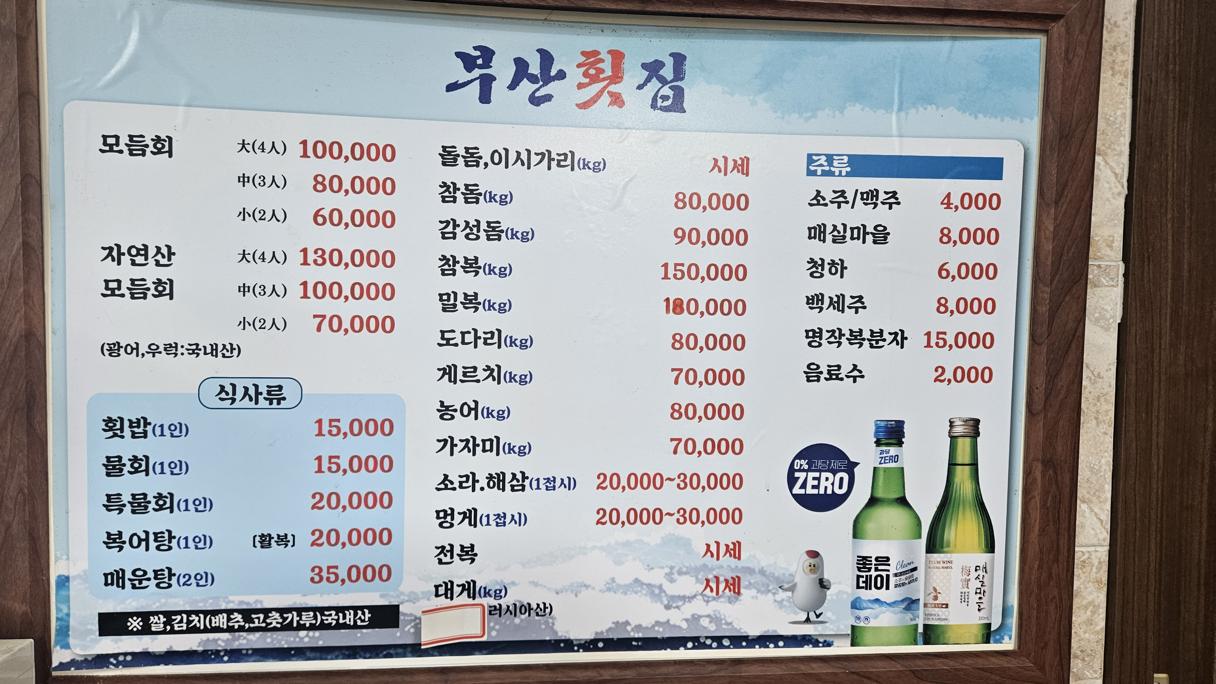 부산횟집
모듬회 大(4人) 100,000
中(3人) 80,000
小(2人) 60,000
자연산 大(4人) 130,000
모듬회 中(3人) 100,000
小(2人) 70,000
(광어,우럭:국내산)
식사류
횟밥(1인) 15,000
물회(1인) 15,000
특물회(1인) 20,000
복어탕(1인) [활복] 20,000
매운탕(2인) 35,000
※ 쌀,김치(배추,고춧가루)국내산
돌돔,이시가리(kg) 시세
참돔(kg) 80,000
감성돔(kg) 90,000
참복(kg) 150,000
밀복(kg) 180,000
도다리(kg) 80,000
게르치(kg) 70,000
농어(kg) 80,000
가자미(kg) 70,000
소라.해삼(1접시) 20,000~30,000
멍게(1접시) 20,000~30,000
전복 시세
대게(kg) 시세
러시아산)
주류
소주/맥주 4,000
매실마을 8,000
청하 6,000
백세주 8,000
명작복분자 15,000
음료수 2,000
0% 과당제로
ZERO
과당
ZERO
좋은
데이
매실마을